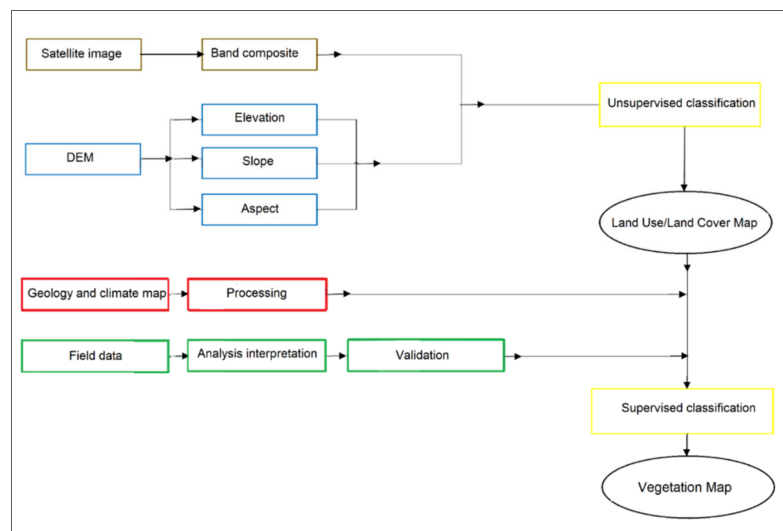 Satellite image
Band composite
Unsupervised classification
Elevation
DEM
Slope
Aspect
Land Use/Land Cover Map
Geology and climate map
Processing
Field data
Analysis interpretation
Validation
Supervised classification
Vegetation Map